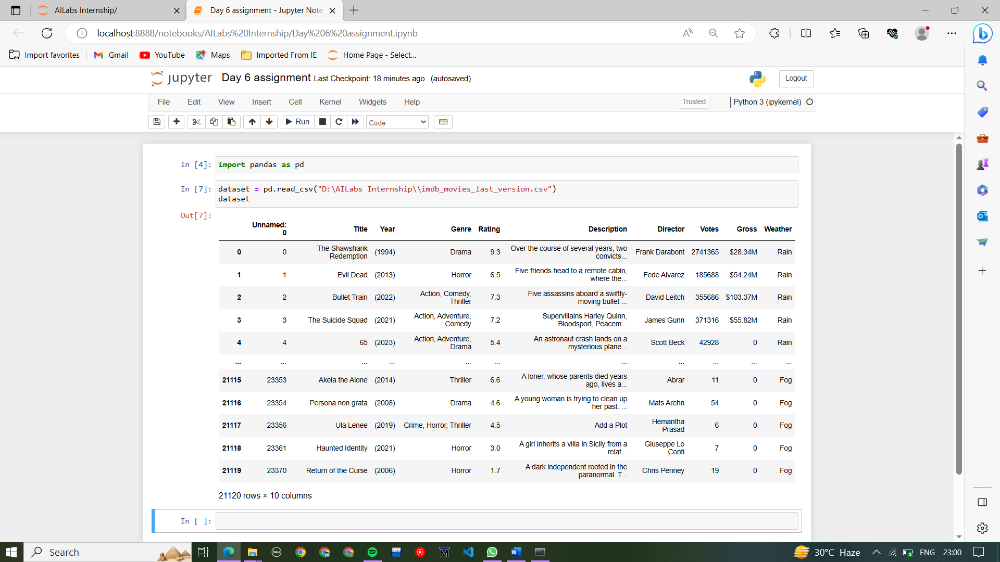 AILabs Internship/
Day 6 assignment - Jupyter Note
localhost:8888/notebooks/AILabs%20Internship/Day%206%20assignment.ipynb
Import favorites Gmail YouTube Maps Imported From IE Home Page - Select...
jupyter Day 6 assignment Last Checkpoint: 18 minutes ago (autosaved) Logout
File Edit View Insert Cell Kernel Widgets Help Trusted Python 3 (ipykernel)
Run Code
In [4]: import pandas as pd
In [7]: dataset = pd.read_csv("D:\AILabs Internship\\imdb_movies_last_version.csv")
dataset
Out[7]:
Unnamed: 0 Title Year Genre Rating Description Director Votes Gross Weather
0 0 The Shawshank Redemption (1994) Drama 9.3 Over the course of several years, two convicts... Frank Darabont 2741365 $28.34M Rain
1 1 Evil Dead (2013) Horror 6.5 Five friends head to a remote cabin, where the... Fede Alvarez 185688 $54.24M Rain
2 2 Bullet Train (2022) Action, Comedy, Thriller 7.3 Five assassins aboard a swiftly-moving bullet ... David Leitch 355686 $103.37M Rain
3 3 The Suicide Squad (2021) Action, Adventure, Comedy 7.2 Supervillains Harley Quinn, Bloodsport, Peacem... James Gunn 371316 $55.82M Rain
4 4 65 (2023) Action, Adventure, Drama 5.4 An astronaut crash lands on a mysterious plane... Scott Beck 42928 0 Rain
... ... ... ... ... ... ... ... ... ... ...
21115 23353 Akela the Alone (2014) Thriller 6.6 A loner, whose parents died years ago, lives a... Abrar 11 0 Fog
21116 23354 Persona non grata (2008) Drama 4.6 A young woman is trying to clean up her past. ... Mats Arehn 54 0 Fog
21117 23356 Ula Lenee (2019) Crime, Horror, Thriller 4.5 Add a Plot Hemantha Prasad 6 0 Fog
21118 23361 Haunted Identity (2021) Horror 3.0 A girl inherits a villa in Sicily from a relat... Giuseppe Lo Conti 7 0 Fog
21119 23370 Return of the Curse (2006) Horror 1.7 A dark independent rooted in the paranormal. T... Chris Penney 19 0 Fog
21120 rows × 10 columns
In [ ]:
Search DELL DEV 30°C Haze ENG 23:00